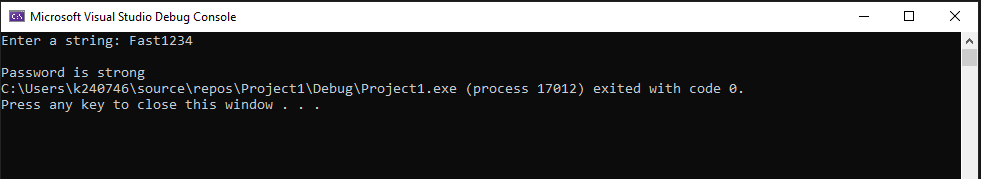 Microsoft Visual Studio Debug Console
Enter a string: Fast1234
Password is strong
C:\Users\k240746\source\repos\Project1\Debug\Project1.exe (process 17012) exited with code 0.
Press any key to close this window . . .